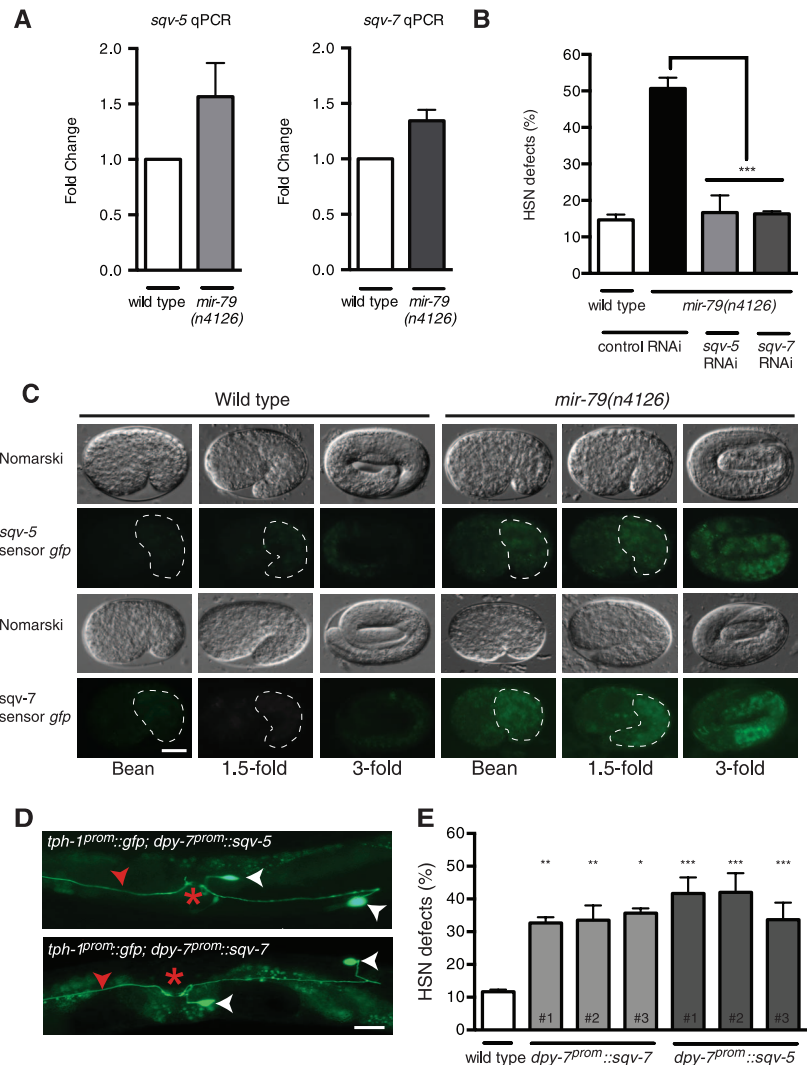 A
sqv-5 qPCR
Fold Change
2.0
1.5
1.0
0.5
0.0
wild type
mir-79
(n4126)
sqv-7 qPCR
Fold Change
2.0
1.5
1.0
0.5
0.0
wild type
mir-79
(n4126)
B
HSN defects (%)
60
50
40
30
20
10
0
***
wild type
mir-79(n4126)
control RNAi
sqv-5
RNAi
sqv-7
RNAi
C
Wild type
mir-79(n4126)
Nomarski
sqv-5
sensor gfp
Nomarski
sqv-7
sensor gfp
Bean
1.5-fold
3-fold
Bean
1.5-fold
3-fold
D
tph-1prom::gfp; dpy-7prom::sqv-5
*
tph-1prom::gfp; dpy-7prom::sqv-7
*
E
HSN defects (%)
60
50
40
30
20
10
0
** ** * *** *** ***
#1 #2 #3 #1 #2 #3
wild type
dpy-7prom::sqv-7
dpy-7prom::sqv-5